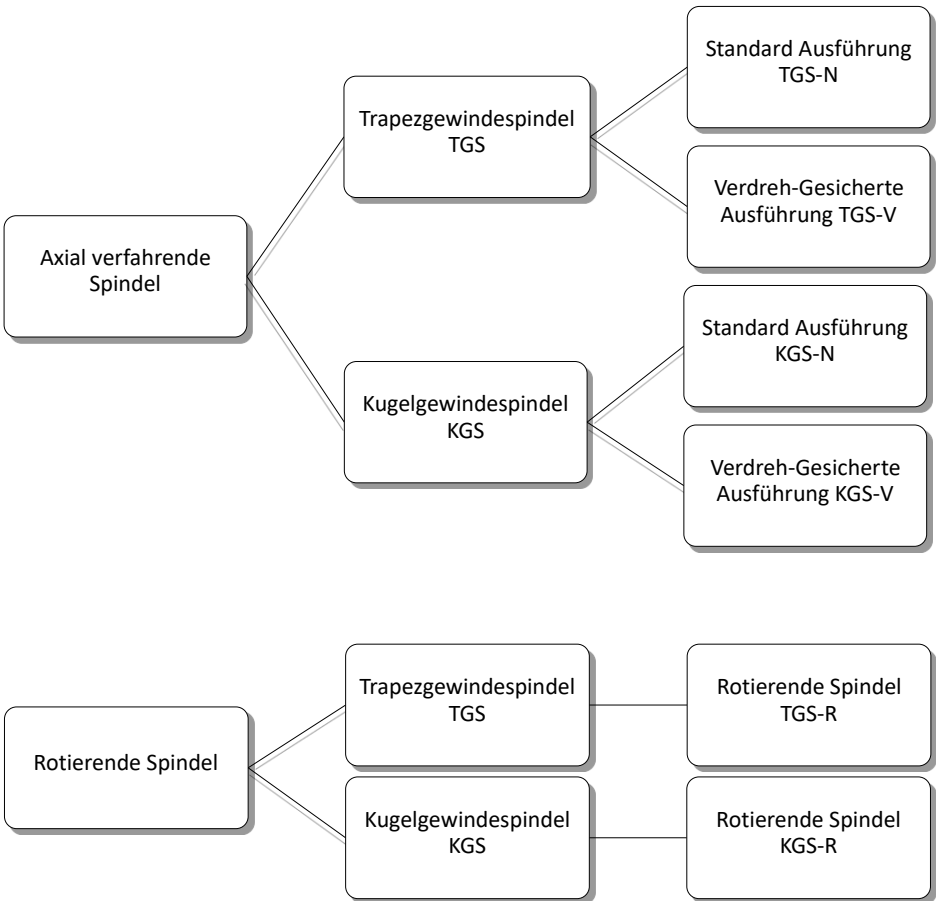 Axial verfahrende
Spindel
Trapezgewindespindel
TGS
Standard Ausführung
TGS-N
Verdreh-Gesicherte
Ausführung TGS-V
Kugelgewindespindel
KGS
Standard Ausführung
KGS-N
Verdreh-Gesicherte
Ausführung KGS-V
Rotierende Spindel
Trapezgewindespindel
TGS
Rotierende Spindel
TGS-R
Kugelgewindespindel
KGS
Rotierende Spindel
KGS-R